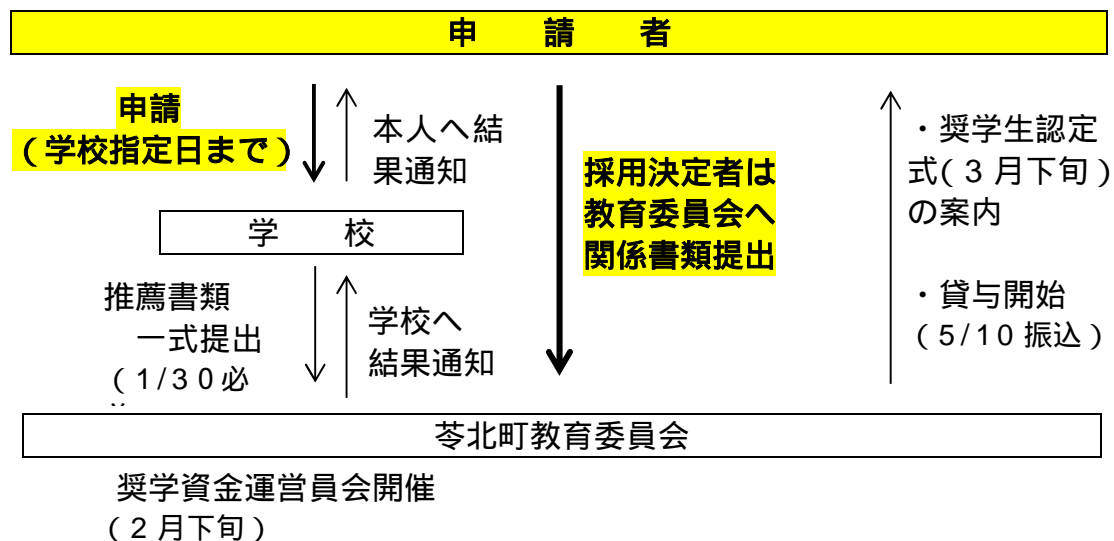 申　請　者
申請
（学校指定日まで）
本人へ結
果通知
採用決定者は
教育委員会へ
関係書類提出
・奨学生認定
式（３月下旬）
の案内
・貸与開始
（5/10 振込）
学　校
推薦書類
一式提出
（1/30必
学校へ
結果通知
苓北町教育委員会
奨学資金運営員会開催
（２月下旬）